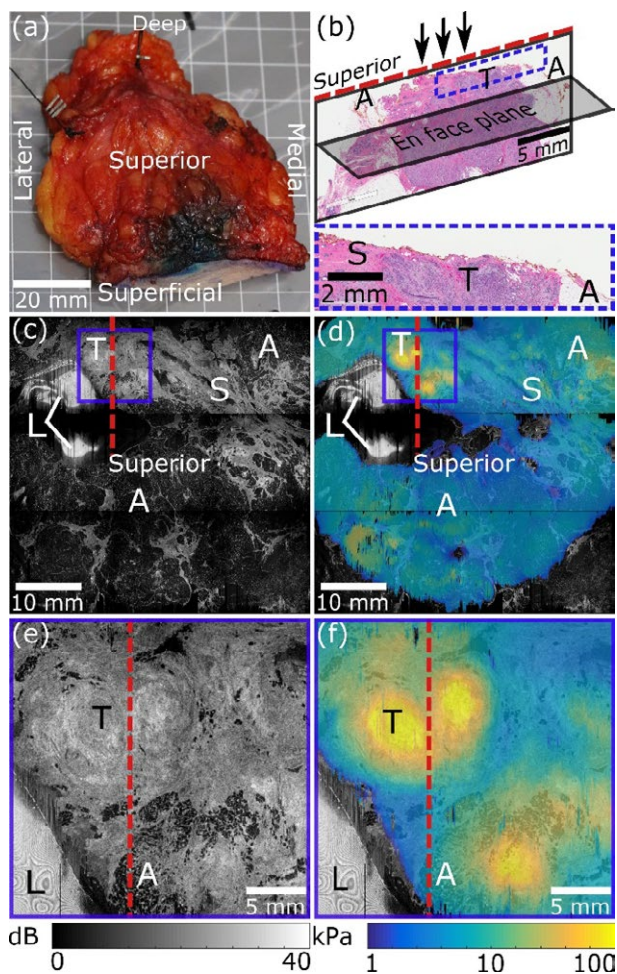 (a)
Deep
Lateral
Superior
Medial
20 mm
Superficial
(b)
Superior
A
T
A
En face plane
5 mm
S
T
A
2 mm
(c)
T
A
S
L
Superior
A
10 mm
(d)
T
A
S
L
Superior
A
10 mm
(e)
T
A
L
5 mm
(f)
T
A
L
5 mm
dB
0
40
kPa
1
10
100